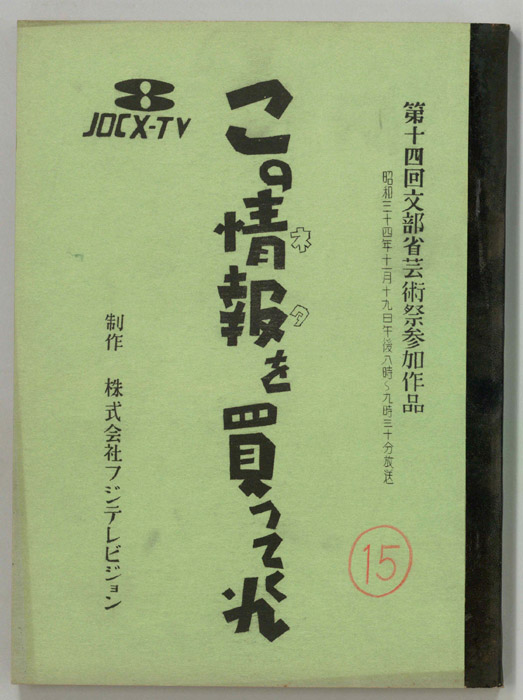 第十四回文部省芸術祭参加作品
昭和三十四年十一月十九日午後八時~九時三十分放送
この情報を買ってくれ
ネタ
8
JOCX-TV
制作 株式会社フジテレビジョン
15